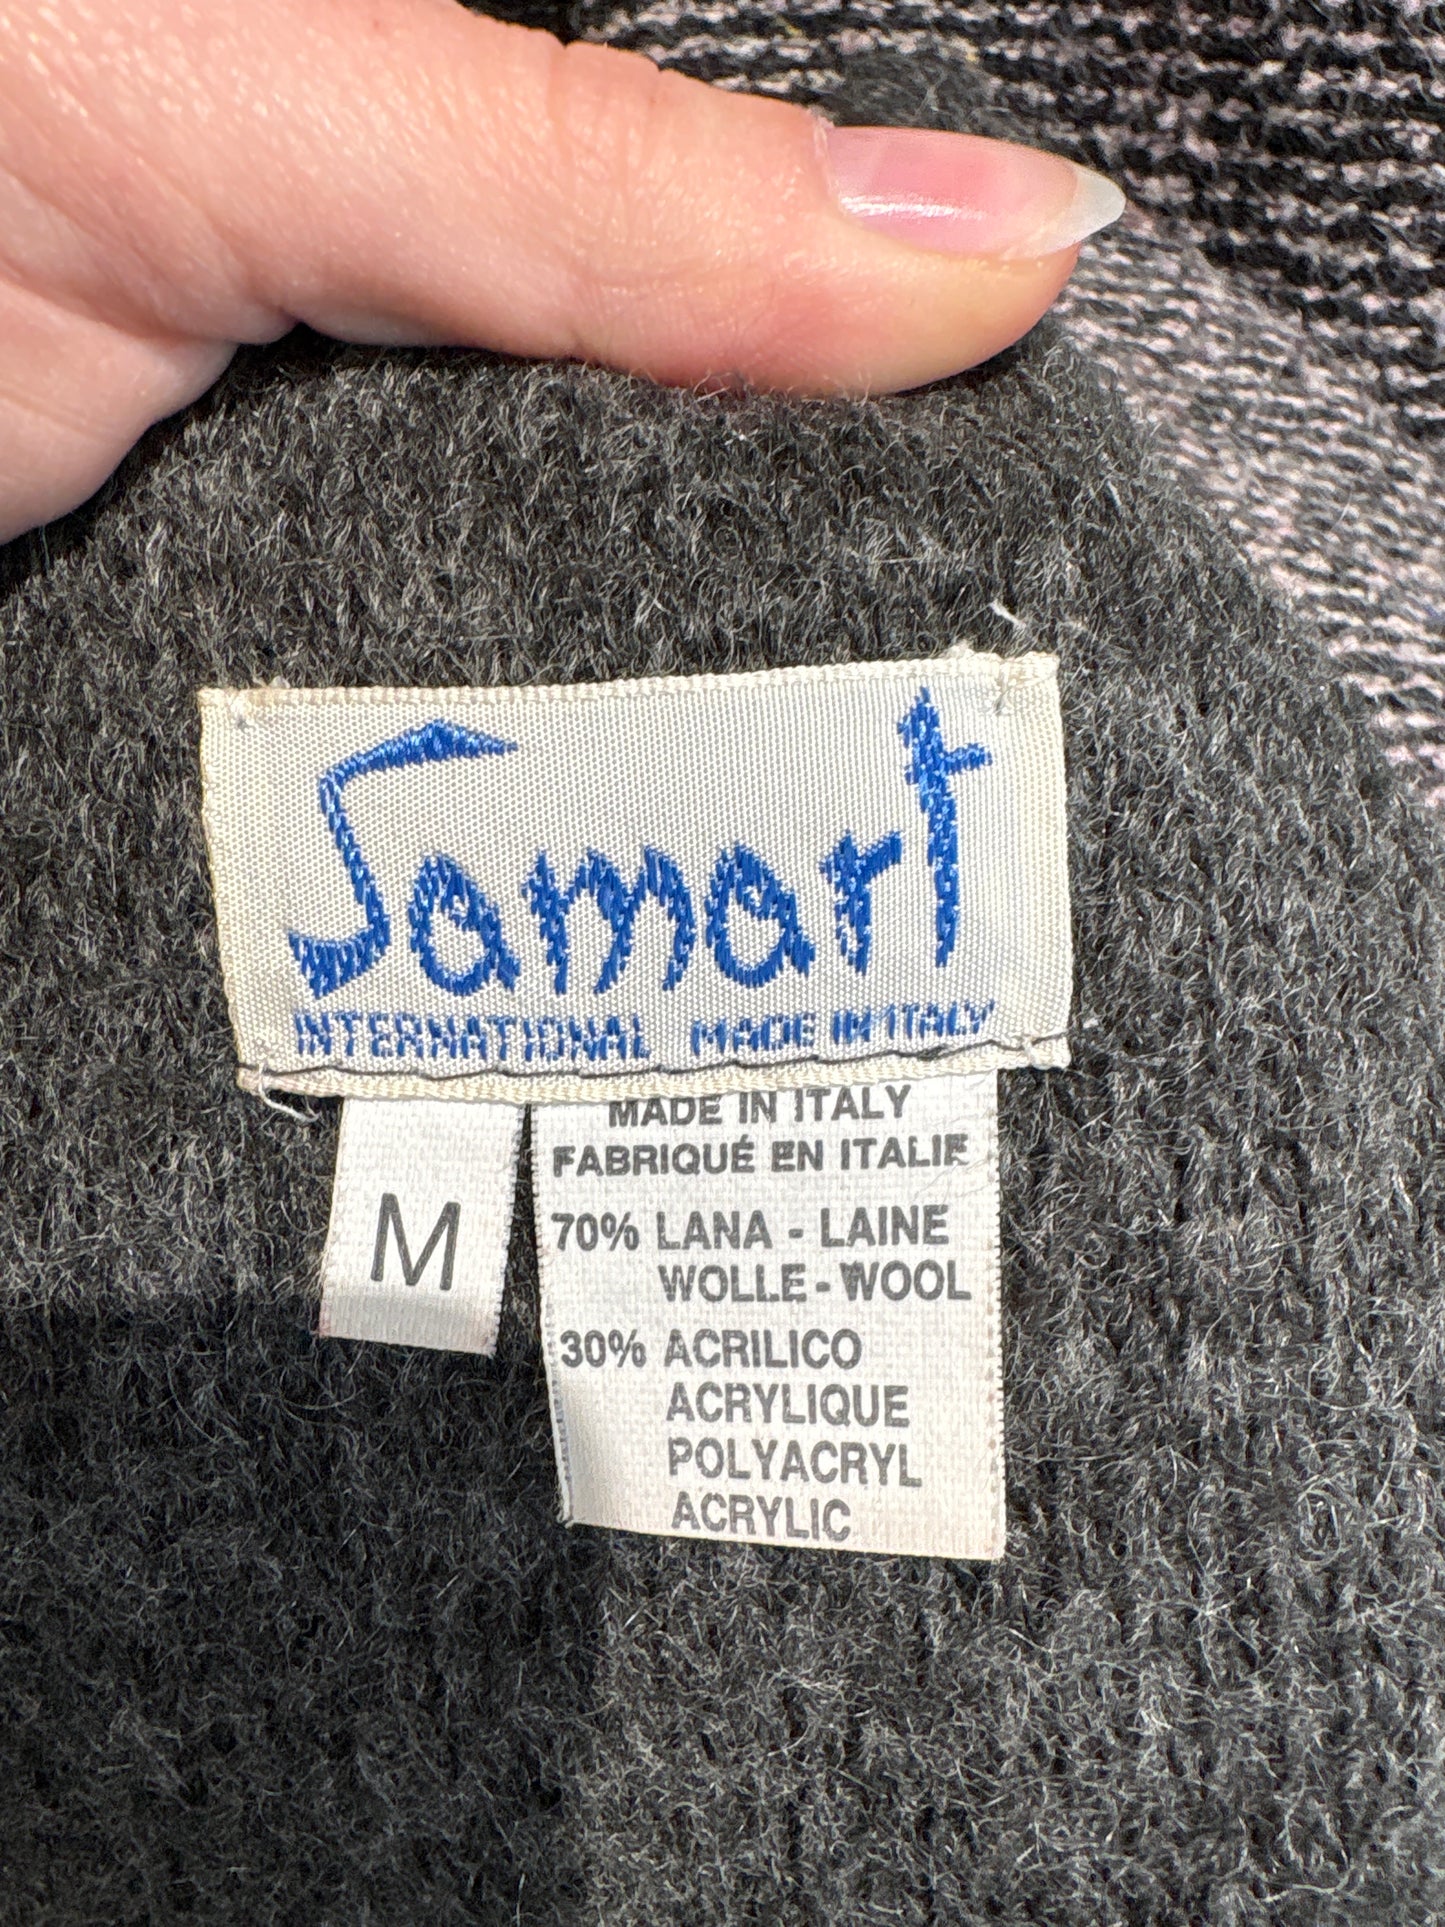 Samart
INTERNATIONAL MADE IN ITALY
MADE IN ITALY
FABRIQUÉ EN ITALIE
M
70% LANA - LAINE
WOLLE - WOOL
30% ACRILICO
ACRYLIQUE
POLYACRYL
ACRYLIC